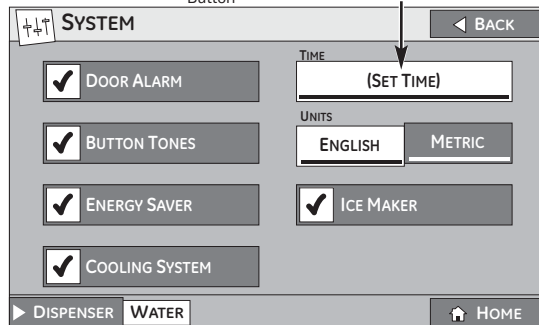 Button
SYSTEM
BACK
DOOR ALARM
TIME
(SET TIME)
BUTTON TONES
UNITS
ENGLISH
METRIC
ENERGY SAVER
ICE MAKER
COOLING SYSTEM
DISPENSER
WATER
HOME